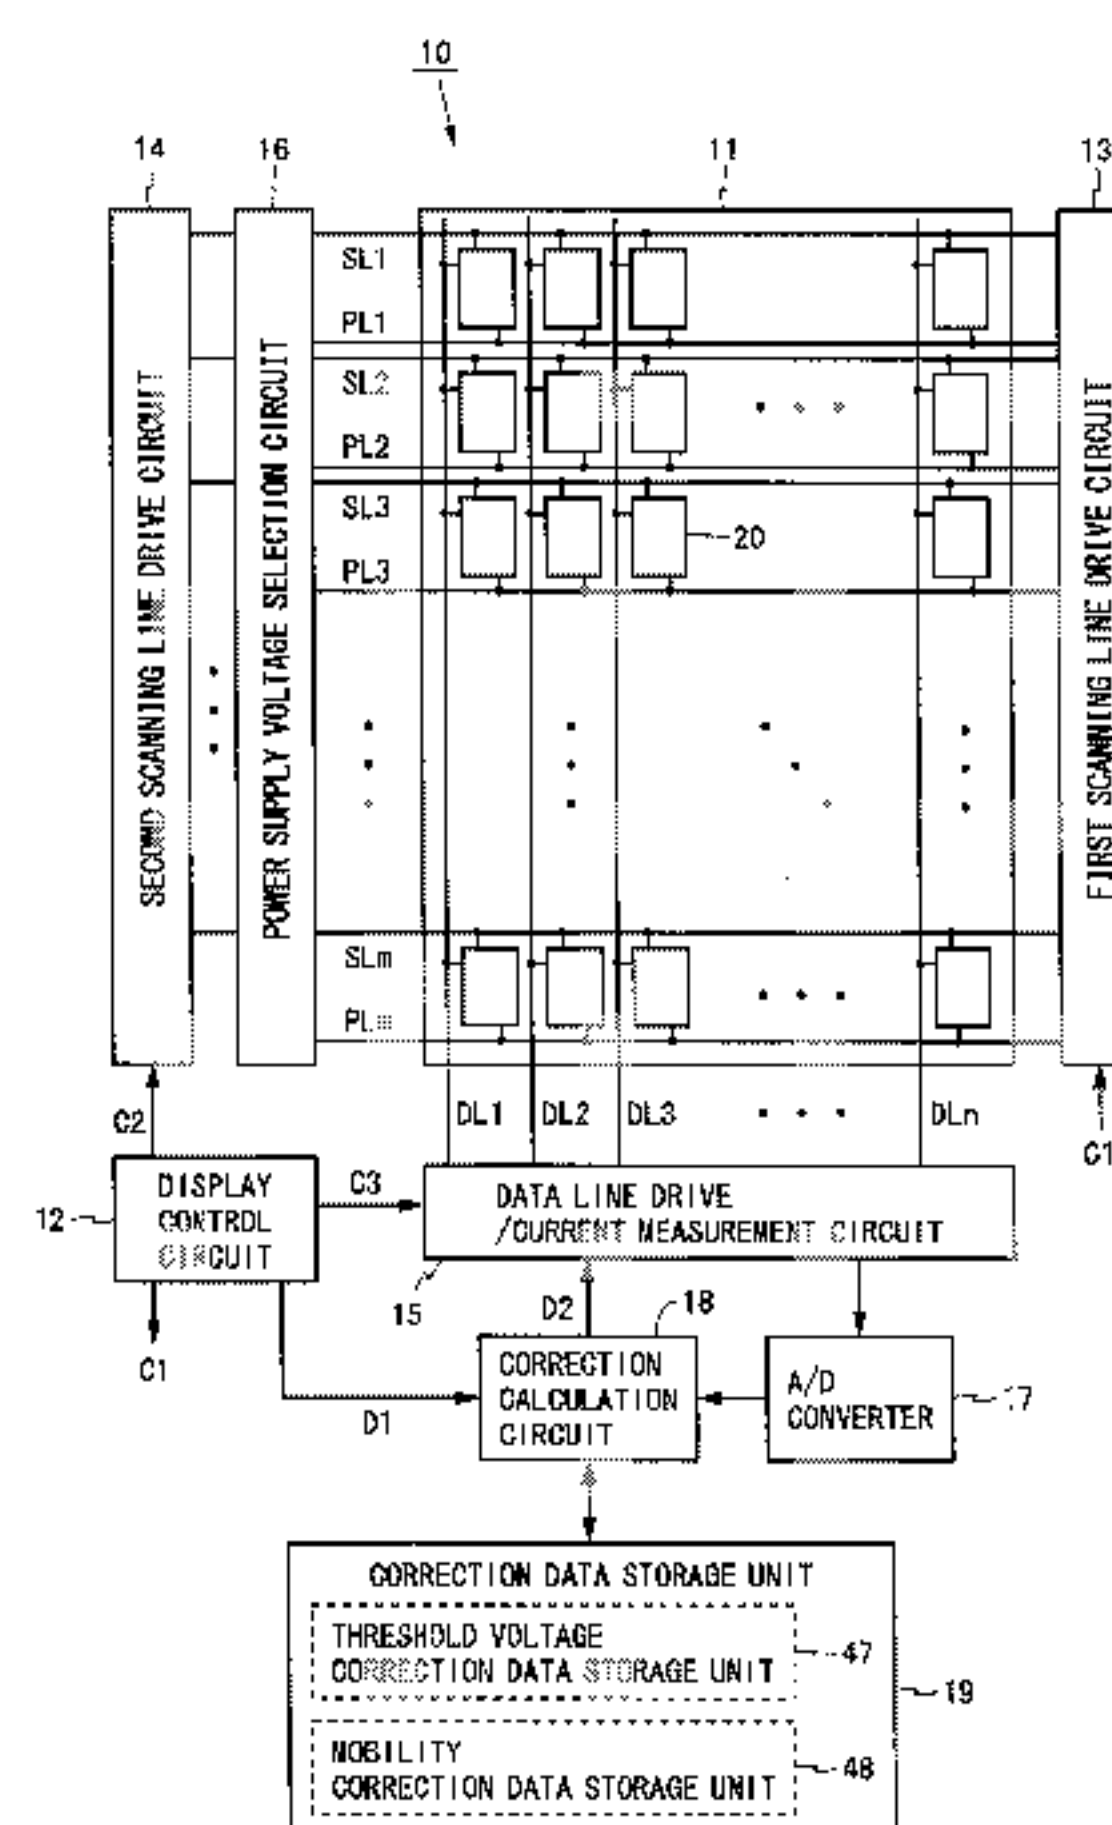 10
14
16
11
13
SL1
PL1
SL2
PL2
SL3
PL3
20
SECOND SCANNING LINE DRIVE CIRCUIT
POWER SUPPLY VOLTAGE SELECTION CIRCUIT
FIRST SCANNING LINE DRIVE CIRCUIT
SLm
PLm
C2
DL1
DL2
DL3
DLn
C1
12
DISPLAY
CONTROL
CIRCUIT
C3
DATA LINE DRIVE
/CURRENT MEASUREMENT CIRCUIT
15
D2
18
C1
D1
CORRECTION
CALCULATION
CIRCUIT
A/D
CONVERTER
17
CORRECTION DATA STORAGE UNIT
THRESHOLD VOLTAGE
CORRECTION DATA STORAGE UNIT
47
19
MOBILITY
CORRECTION DATA STORAGE UNIT
48